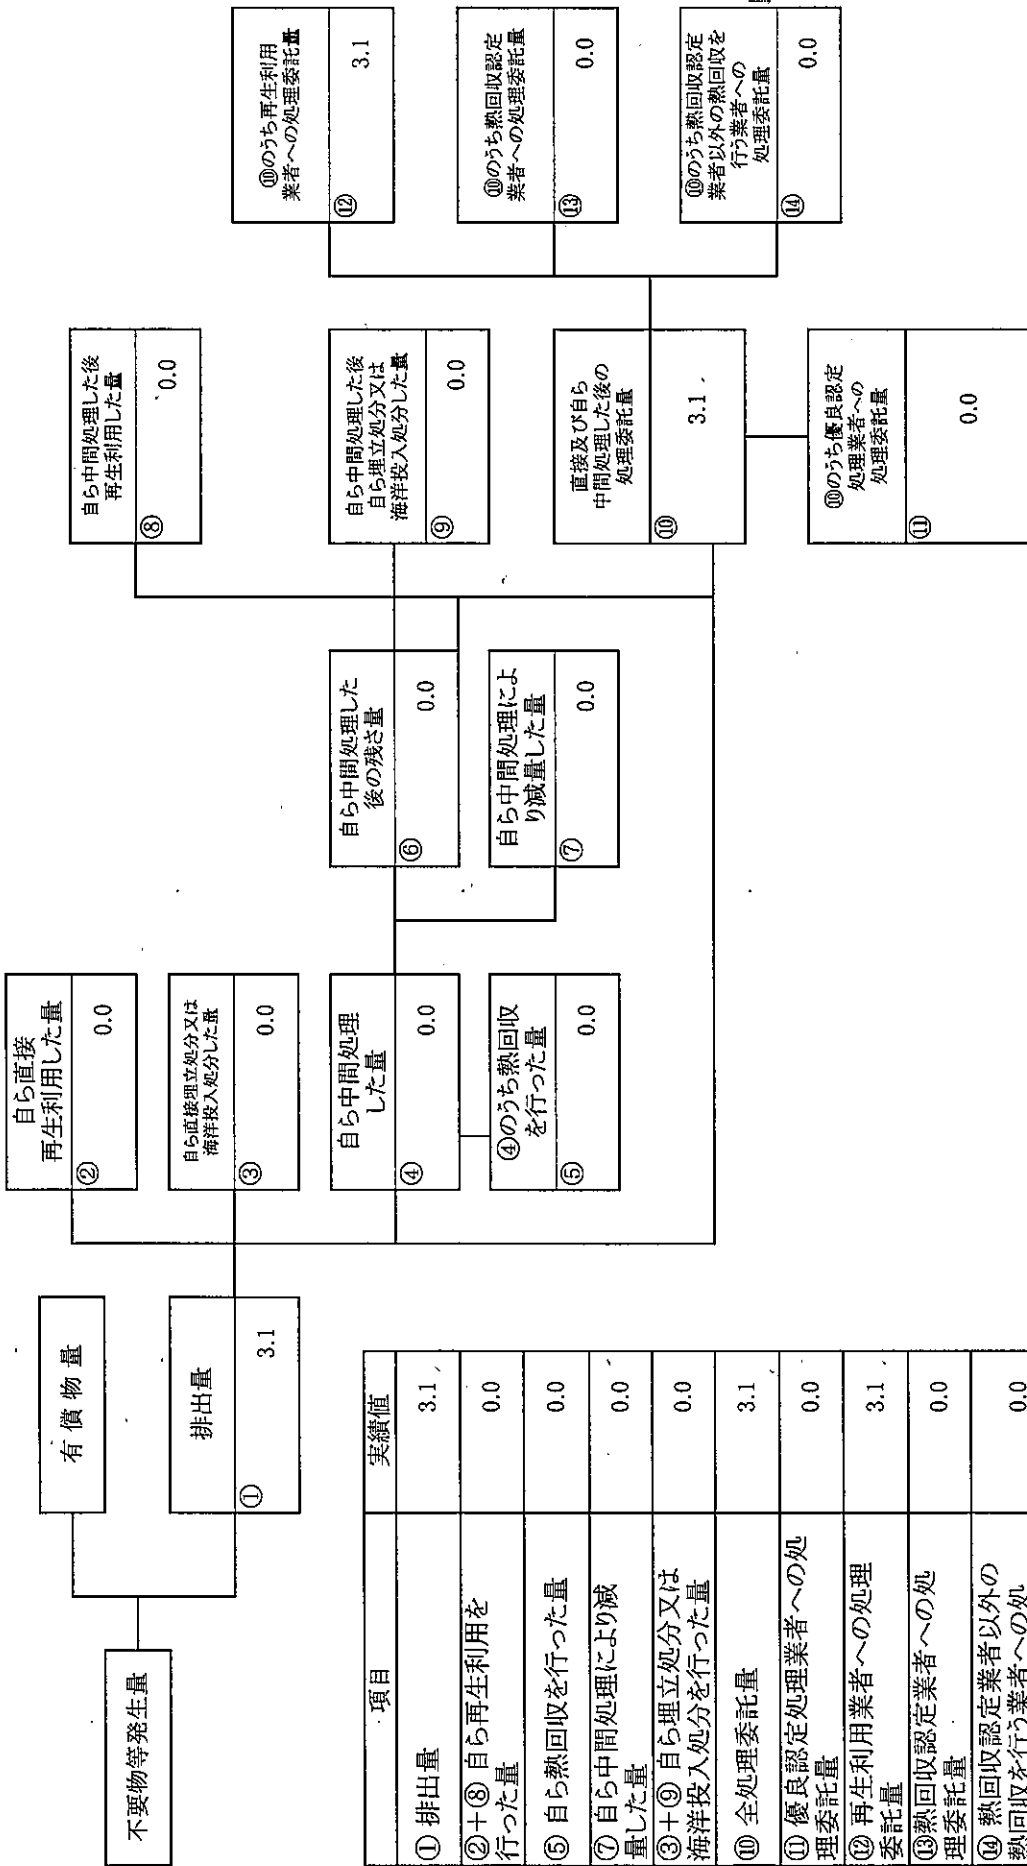 不要物等発生量
有償物量
排出量
①
3.1
自ら直接
再生利用した量
②
0.0
自ら直接埋立処分又は
海洋投入処分した量
③
0.0
自ら中間処理
した量
④
0.0
④のうち熱回収
を行った量
⑤
0.0
自ら中間処理した
後の残さ量
⑥
0.0
自ら中間処理によ
り減量した量
⑦
0.0
自ら中間処理した後
再生利用した量
⑧
0.0
自ら中間処理した後
自ら埋立処分又は
海洋投入処分した量
⑨
0.0
直接及び自ら
中間処理した後の
処理委託量
⑩
3.1
⑩のうち優良認定
処理業者への
処理委託量
⑪
0.0
⑩のうち再生利用
業者への処理委託量
⑫
3.1
⑩のうち熱回収認定
業者への処理委託量
⑬
0.0
⑩のうち熱回収認定
業者以外の熱回収を
行う業者への
処理委託量
⑭
0.0
項目
実績値
① 排出量
3.1
②+⑧ 自ら再生利用を
行った量
0.0
⑤ 自ら熱回収を行った量
0.0
⑦ 自ら中間処理により減
量した量
0.0
③+⑨ 自ら埋立処分又は
海洋投入処分を行った量
0.0
⑩ 全処理委託量
3.1
⑪ 優良認定処理業者への処
理委託量
0.0
⑫ 再生利用業者への処理
委託量
3.1
⑬熱回収認定業者への処
理委託量
0.0
⑭ 熱回収認定業者以外の
熱回収を行う業者への処
0.0